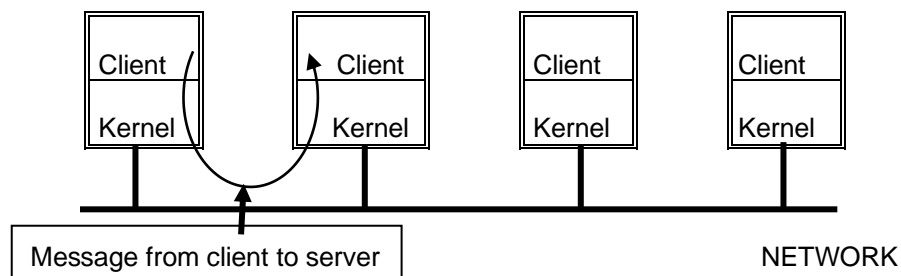 Client Client Client Client
Kernel Kernel Kernel Kernel
Message from client to server
NETWORK